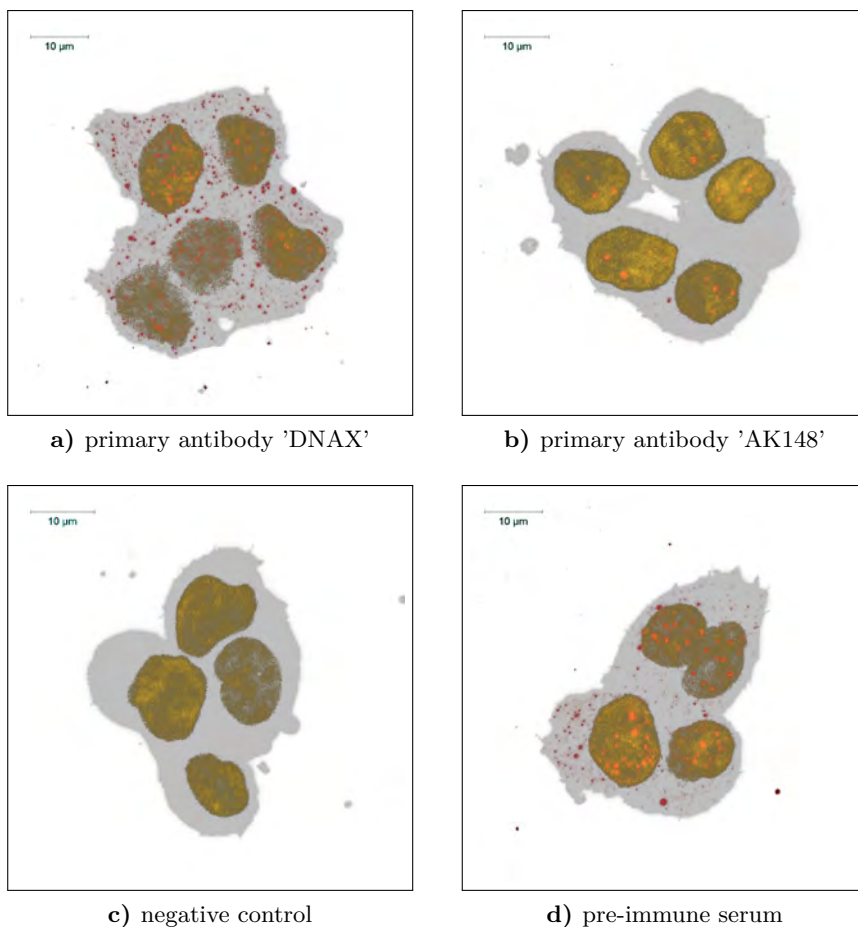 10 µm
10 µm
a) primary antibody 'DNAX'
b) primary antibody 'AK148'
10 µm
10 µm
c) negative control
d) pre-immune serum